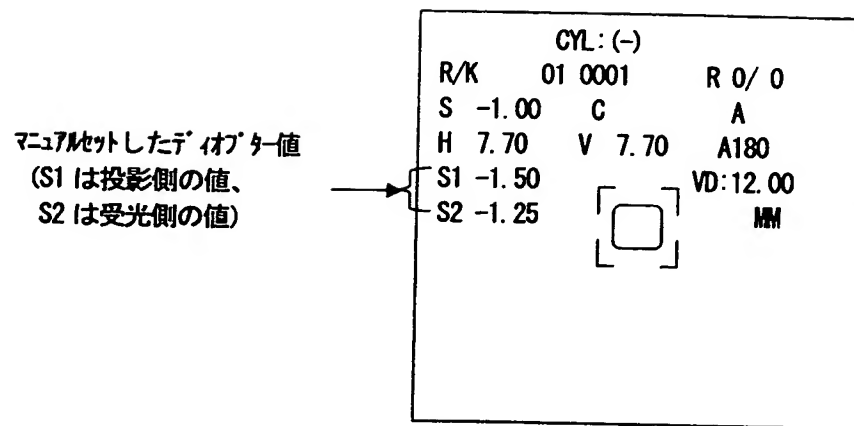 CYL:(-)
R/K 01 0001 R 0/ 0
S -1.00 C A
H 7.70 V 7.70 A180
S1 -1.50 VD:12.00
S2 -1.25 MM
ﾏﾆｭｱﾙｾｯﾄしたﾃﾞｨｵﾌﾟﾀｰ値
(S1 は投影側の値、
S2 は受光側の値)